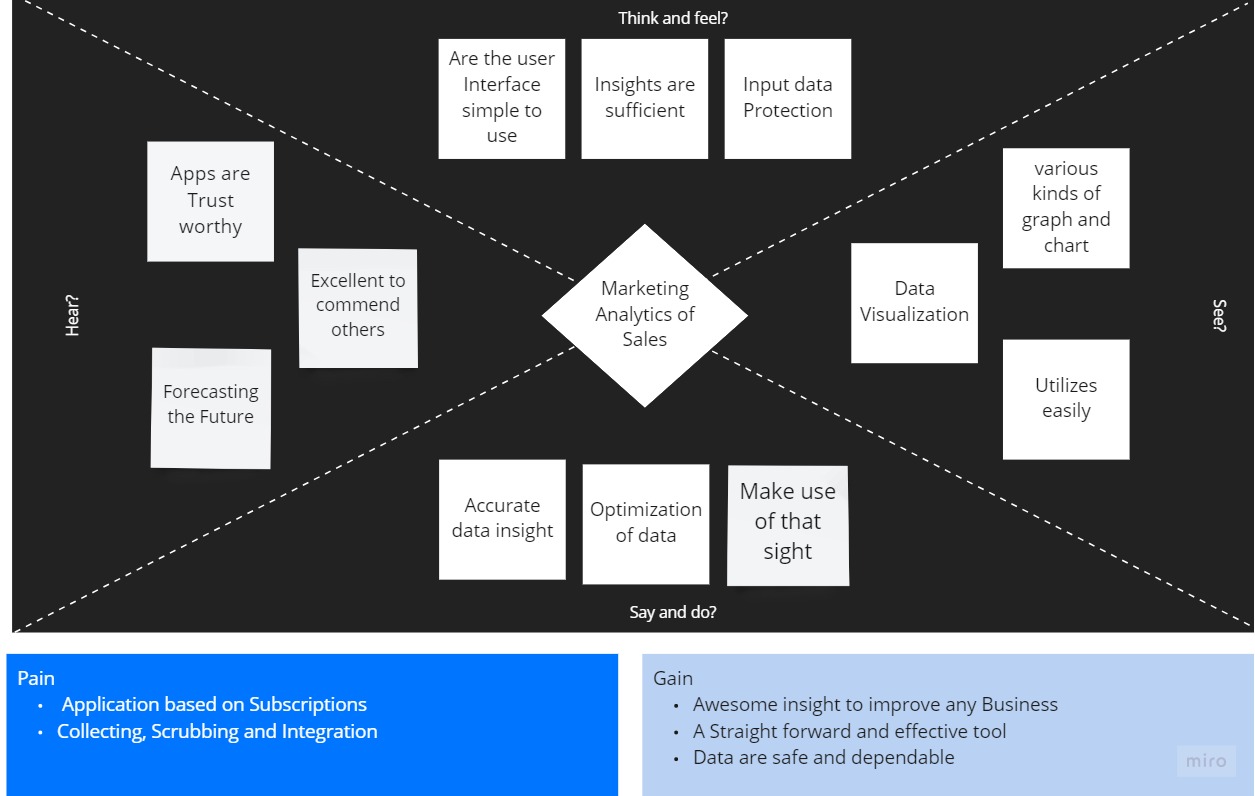 Think and feel?
Are the user
Interface
simple to
use
Insights are
sufficient
Input data
Protection
Apps are
Trust
worthy
Excellent to
commend
others
Forecasting
the Future
Hear?
Marketing
Analytics of
Sales
various
kinds of
graph and
chart
Data
Visualization
Utilizes
easily
See?
Accurate
data insight
Optimization
of data
Make use
of that
sight
Say and do?
Pain
• Application based on Subscriptions
• Collecting, Scrubbing and Integration
Gain
• Awesome insight to improve any Business
• A Straight forward and effective tool
• Data are safe and dependable
miro